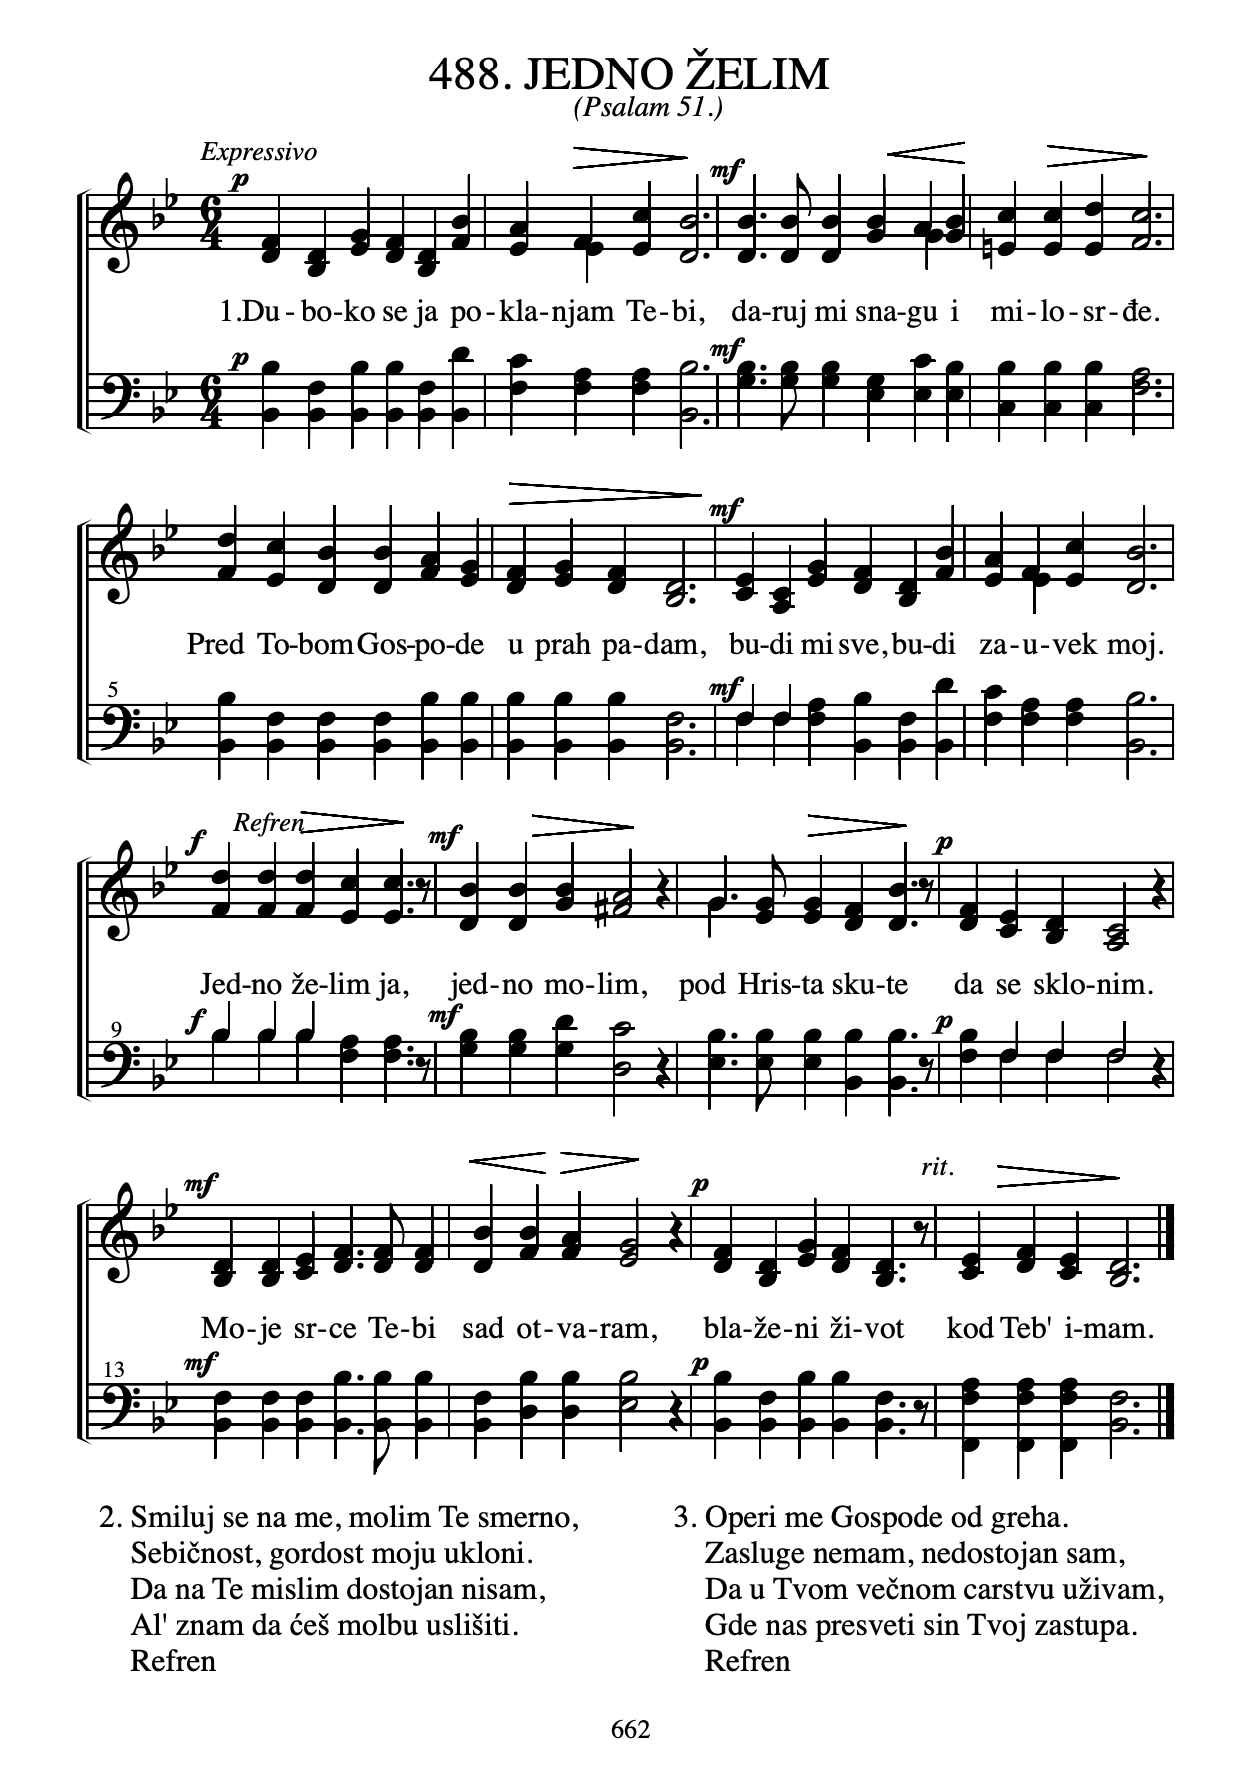 488. JEDNO ŽELIM
(Psalam 51.)
Expressivo
p
mf
6
4
1.Du - bo - ko se ja po - kla - njam Te - bi, da - ruj mi sna - gu i mi - lo - sr - đe.
p
mf
6
4
mf
Pred To - bom Gos - po - de u prah pa - dam, bu - di mi sve, bu - di za - u - vek moj.
5
mf
f
Refren
mf
p
Jed - no že - lim ja, jed - no mo - lim, pod Hris - ta sku - te da se sklo - nim.
9
f
mf
p
mf
p
rit.
Mo - je sr - ce Te - bi sad ot - va - ram, bla - že - ni ži - vot kod Teb' i - mam.
13
mf
p
2. Smiluj se na me, molim Te smerno,
Sebičnost, gordost moju ukloni.
Da na Te mislim dostojan nisam,
Al' znam da ćeš molbu uslišiti.
Refren
3. Operi me Gospode od greha.
Zasluge nemam, nedostojan sam,
Da u Tvom večnom carstvu uživam,
Gde nas presveti sin Tvoj zastupa.
Refren
662